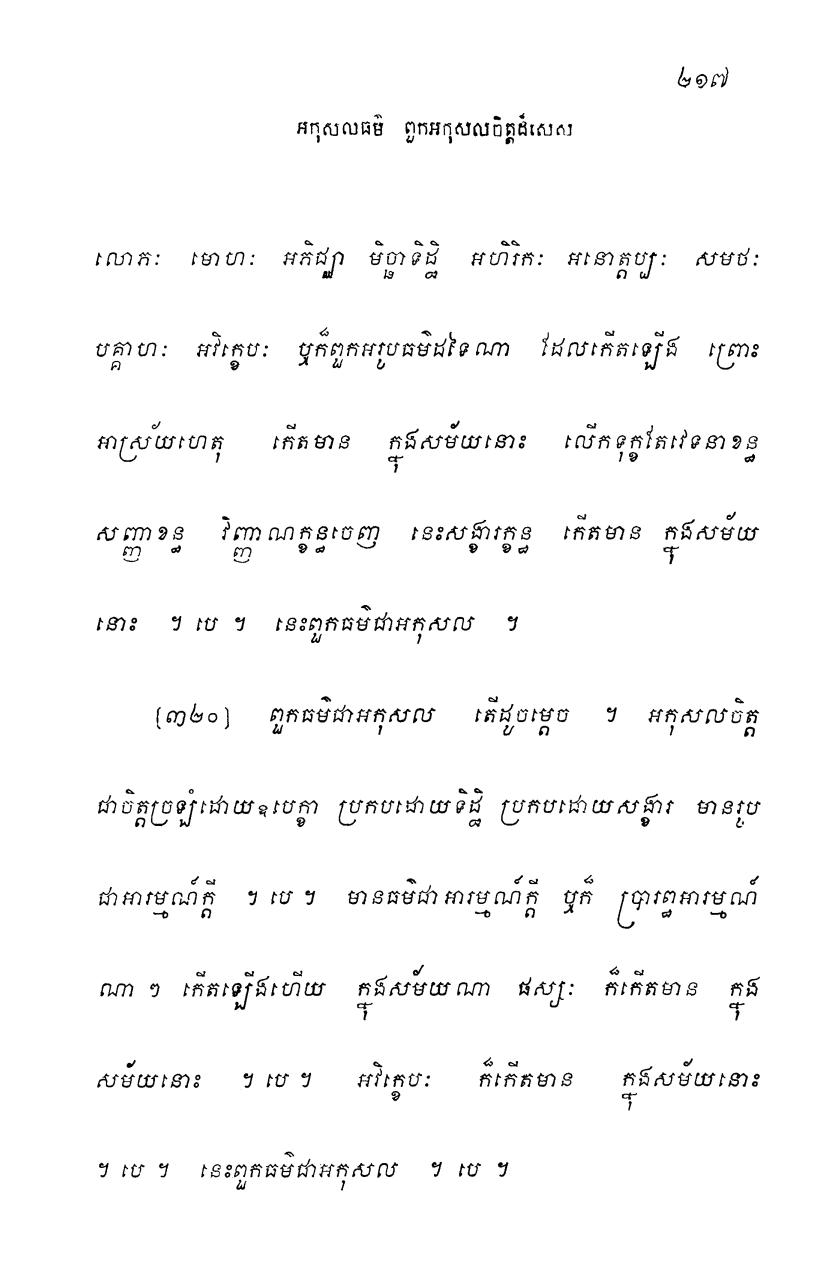 ២១៧
អកុសលធម៌ ពួកអកុសលចិត្តដ៏សេស
លោភៈ មោហៈ អភិជ្ឈា មិច្ឆាទិដ្ឋិ អហិរិកៈ អនោត្តប្បៈ សមថៈ
បគ្គាហៈ អវិក្ខេបៈ ឬក៏ពួកអរូបធម៌ដទៃណា ដែលកើតឡើង ព្រោះ
អាស្រ័យហេតុ កើតមាន ក្នុងសម័យនោះ លើកទុក្ខតែវេទនាខន្ធ
សញ្ញាខន្ធ វិញ្ញាណក្ខន្ធចេញ នេះសង្ខារក្ខន្ធ កើតមាន ក្នុងសម័យ
នោះ ។ បេ ។ នេះពួកធម៌ជាអកុសល ។
[៣២០] ពួកធម៌ជាអកុសល តើដូចម្តេច ។ អកុសលចិត្ត
ជាចិត្តច្រឡំដោយឧបេក្ខា ប្រកបដោយទិដ្ឋិ ប្រកបដោយសង្ខារ មានរូប
ជាអារម្មណ៍ក្តី ។ បេ ។ មានធម៌ជាអារម្មណ៍ក្តី ឬក៏ ប្រារព្ធអារម្មណ៍
ណា ៗ កើតឡើងហើយ ក្នុងសម័យណា ផស្សៈ ក៏កើតមាន ក្នុង
សម័យនោះ ។ បេ ។ អវិក្ខេបៈ ក៏កើតមាន ក្នុងសម័យនោះ
។ បេ ។ នេះពួកធម៌ជាអកុសល ។ បេ ។